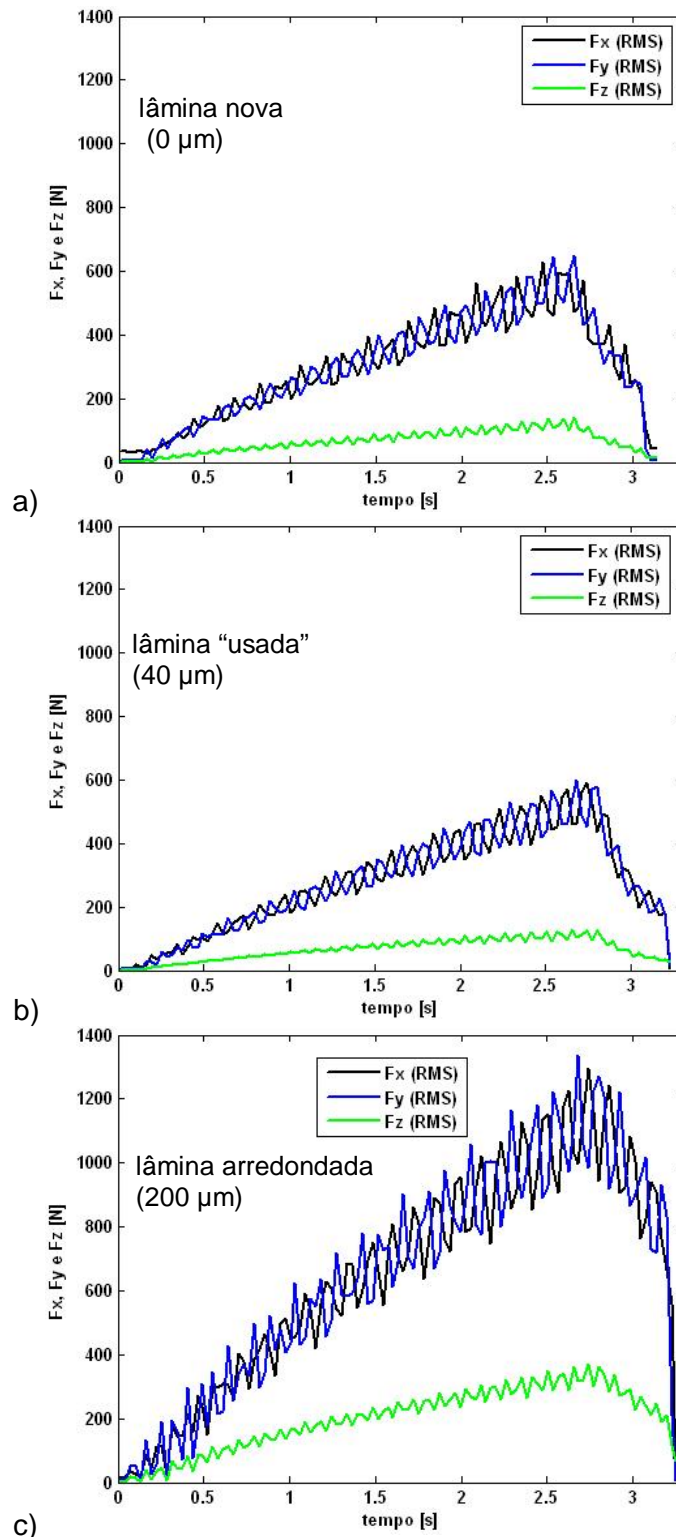 1400
1200
1000
800
600
400
200
0
Fx, Fy e Fz [N]
Fx (RMS)
Fy (RMS)
Fz (RMS)
lâmina nova
(0 µm)
0 0.5 1 1.5 2 2.5 3
tempo [s]
a)
1400
1200
1000
800
600
400
200
0
Fx, Fy e Fz [N]
Fx (RMS)
Fy (RMS)
Fz (RMS)
lâmina “usada”
(40 µm)
0 0.5 1 1.5 2 2.5 3
tempo [s]
b)
1400
1200
1000
800
600
400
200
0
Fx, Fy e Fz [N]
Fx (RMS)
Fy (RMS)
Fz (RMS)
lâmina arredondada
(200 µm)
0 0.5 1 1.5 2 2.5 3
tempo [s]
c)